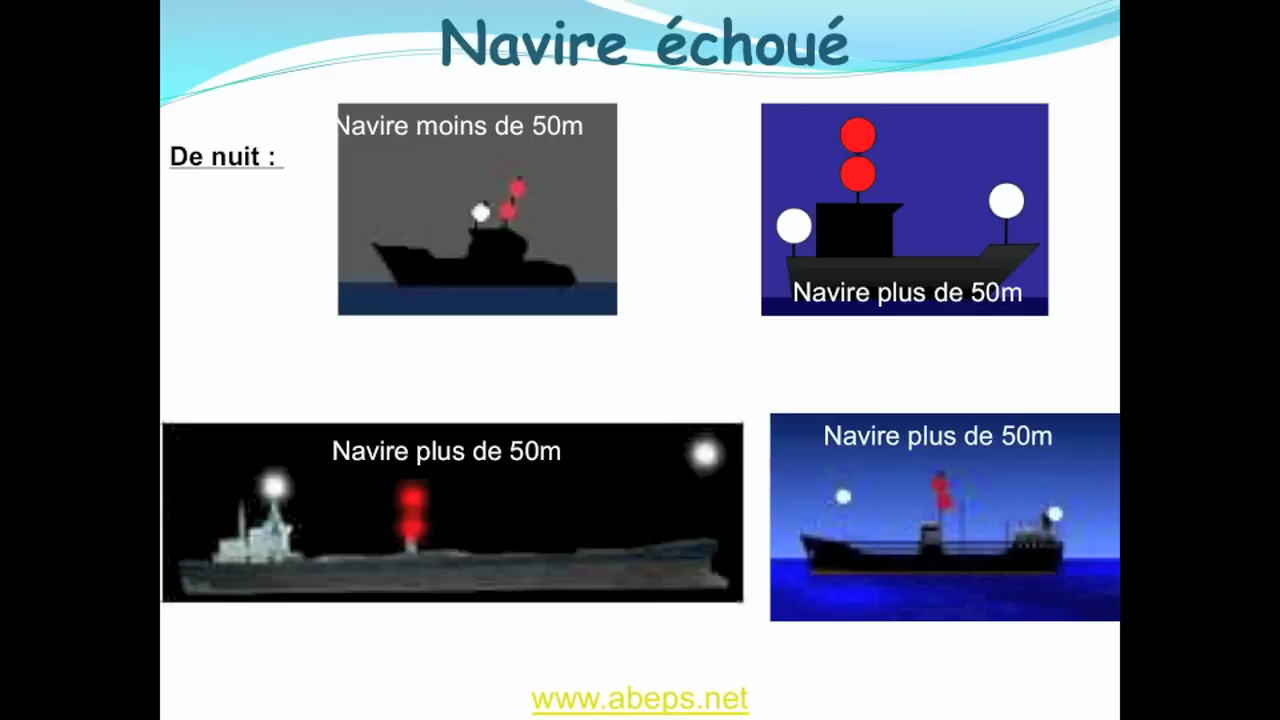 Navire échoué
Navire moins de 50m
De nuit :
Navire plus de 50m
Navire plus de 50m
Navire plus de 50m
www.abeps.net